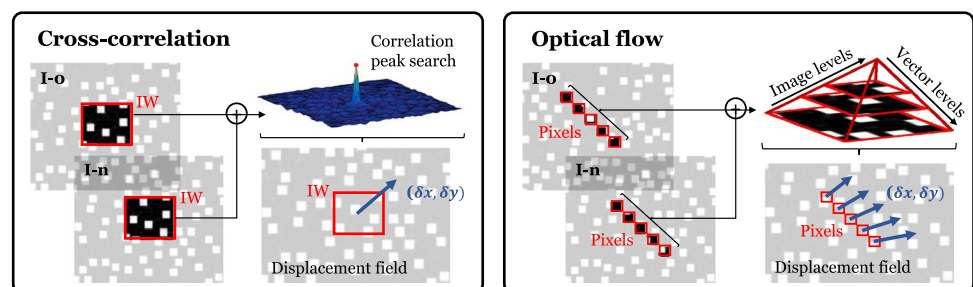 Cross-correlation
I-o
IW
Correlation
peak search
I-n
IW
IW
(δx, δy)
Displacement field
Optical flow
I-o
Pixels
Image levels
Vector levels
I-n
Pixels
(δx, δy)
Pixels
Displacement field